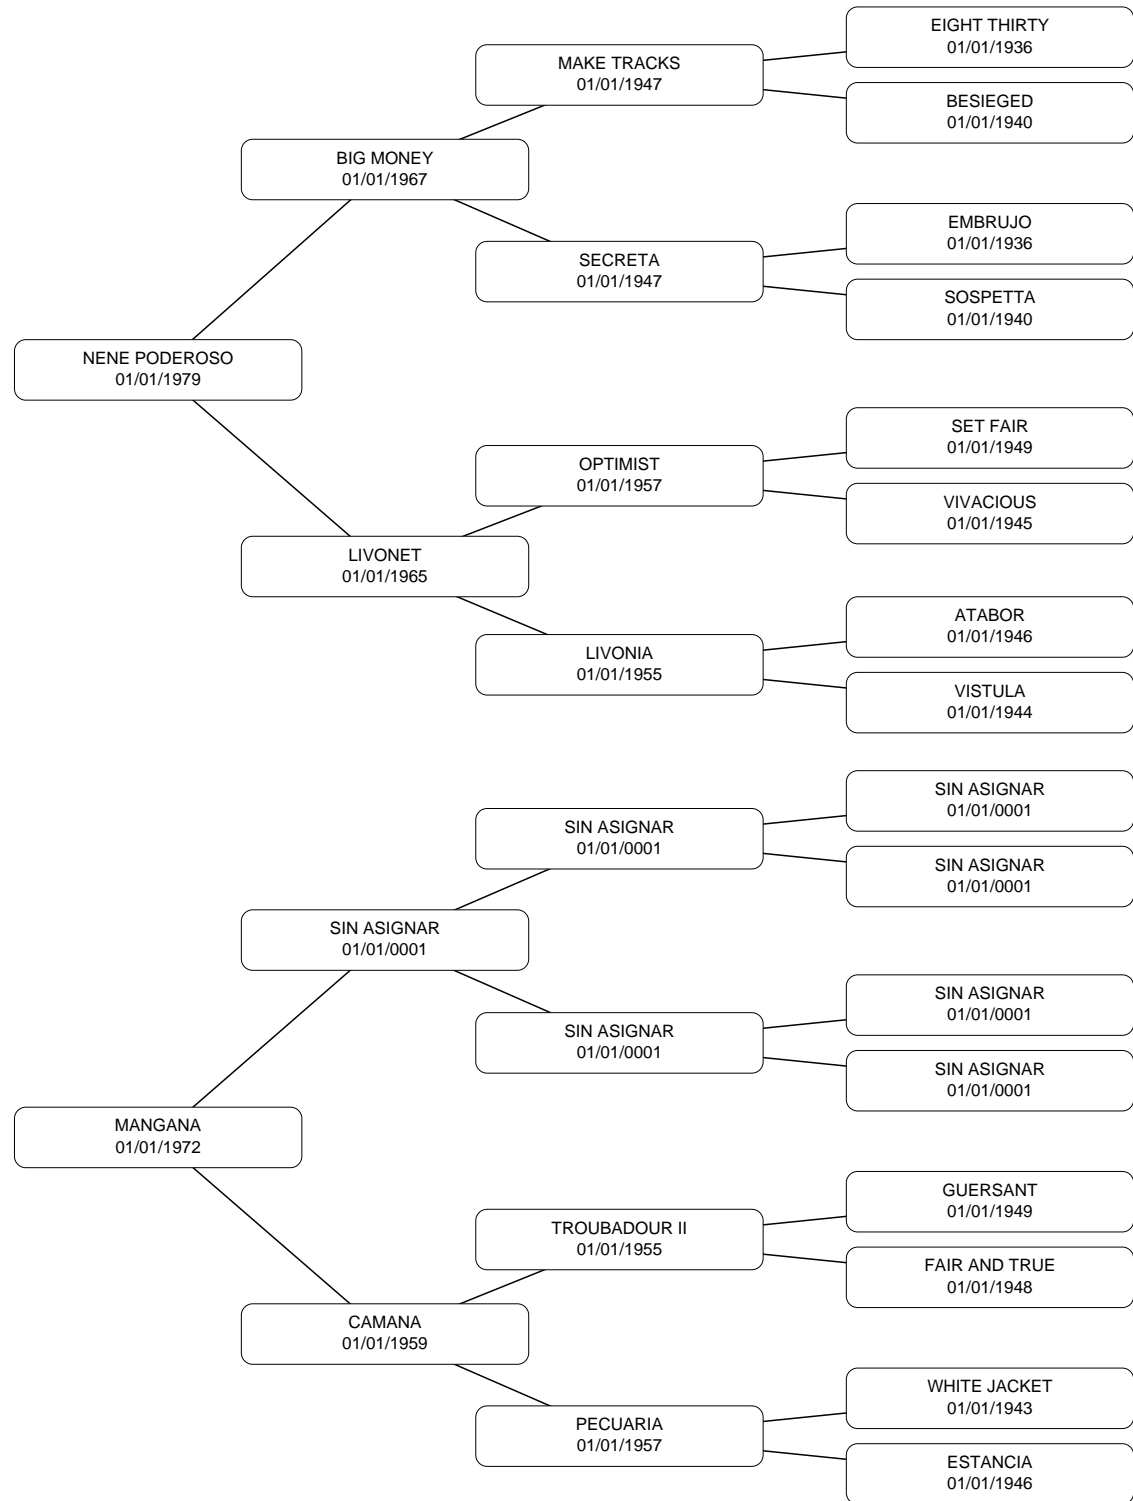 EIGHT THIRTY
01/01/1936
MAKE TRACKS
01/01/1947
BESIEGED
01/01/1940
BIG MONEY
01/01/1967
EMBRUJO
01/01/1936
SECRETA
01/01/1947
SOSPETTA
01/01/1940
NENE PODEROSO
01/01/1979
SET FAIR
01/01/1949
OPTIMIST
01/01/1957
VIVACIOUS
01/01/1945
LIVONET
01/01/1965
ATABOR
01/01/1946
LIVONIA
01/01/1955
VISTULA
01/01/1944
SIN ASIGNAR
01/01/0001
SIN ASIGNAR
01/01/0001
SIN ASIGNAR
01/01/0001
SIN ASIGNAR
01/01/0001
SIN ASIGNAR
01/01/0001
SIN ASIGNAR
01/01/0001
SIN ASIGNAR
01/01/0001
MANGANA
01/01/1972
GUERSANT
01/01/1949
TROUBADOUR II
01/01/1955
FAIR AND TRUE
01/01/1948
CAMANA
01/01/1959
WHITE JACKET
01/01/1943
PECUARIA
01/01/1957
ESTANCIA
01/01/1946